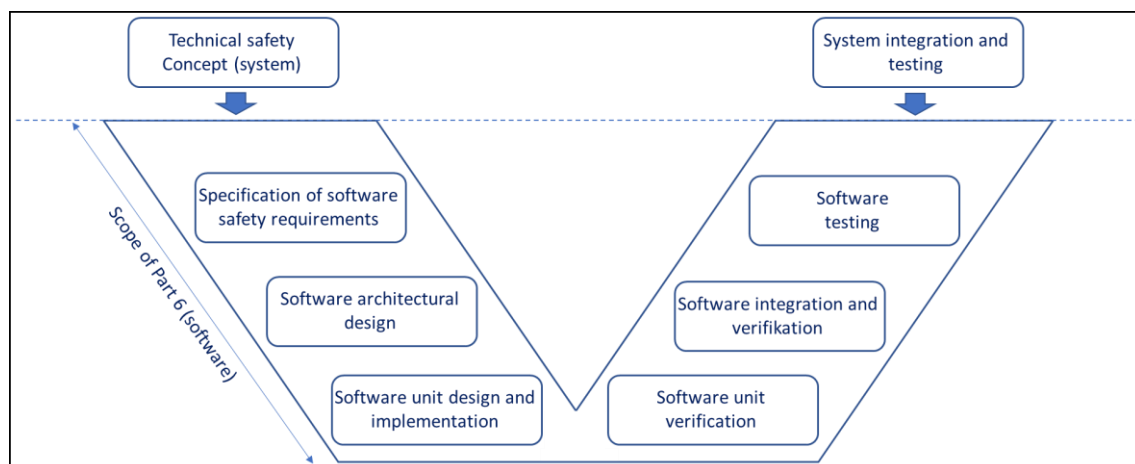 Technical safety
Concept (system)
System integration and
testing
Specification of software
safety requirements
Software
testing
Scope of Part 6 (software)
Software architectural
design
Software integration and
verifikation
Software unit design and
implementation
Software unit
verification